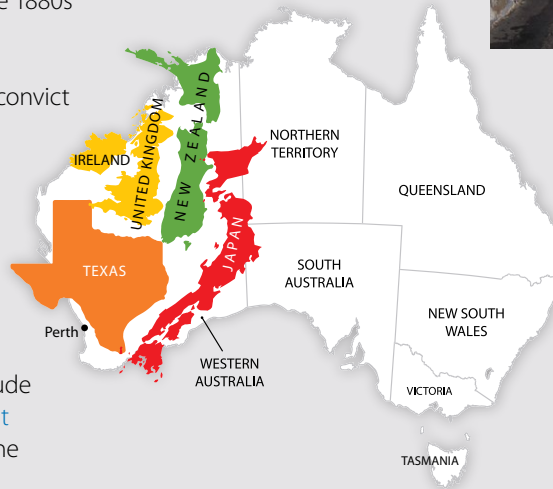 e 1880s
convict
ude
t
ne
IRELAND
UNITED KINGDOM
NEW ZEALAND
NORTHERN
TERRITORY
QUEENSLAND
TEXAS
JAPAN
SOUTH
AUSTRALIA
NEW SOUTH
WALES
Perth
WESTERN
AUSTRALIA
VICTORIA
TASMANIA